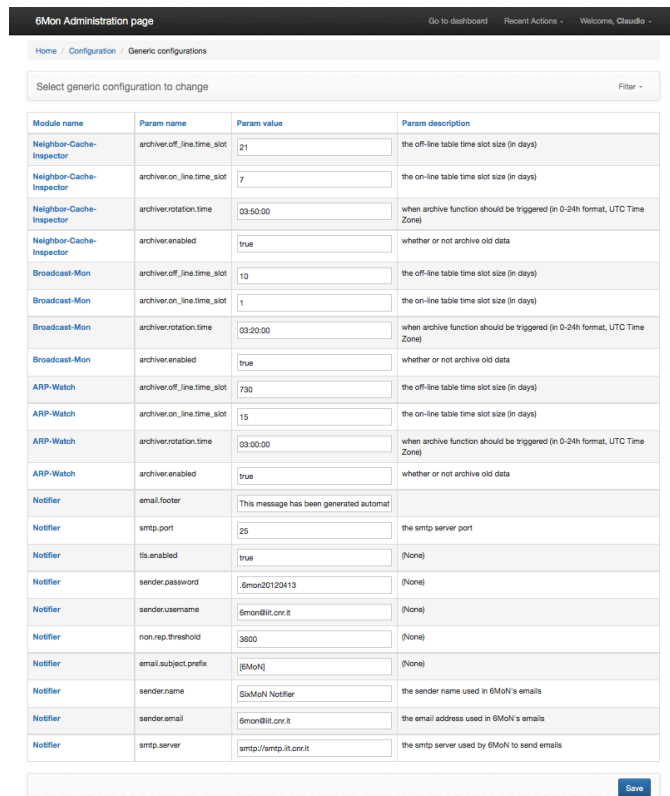 6Mon Administration page Go to dashboard Recent Actions - Welcome, Claudio -
Home / Configuration / Generic configurations
Select generic configuration to change Filter -
Module name Param name Param value Param description
Neighbor-Cache-Inspector archiver.off_line.time_slot 21 the off-line table time slot size (in days)
Neighbor-Cache-Inspector archiver.on_line.time_slot 7 the on-line table time slot size (in days)
Neighbor-Cache-Inspector archiver.rotation.time 03:50:00 when archive function should be triggered (in 0-24h format, UTC Time Zone)
Neighbor-Cache-Inspector archiver.enabled true whether or not archive old data
Broadcast-Mon archiver.off_line.time_slot 10 the off-line table time slot size (in days)
Broadcast-Mon archiver.on_line.time_slot 1 the on-line table time slot size (in days)
Broadcast-Mon archiver.rotation.time 03:20:00 when archive function should be triggered (in 0-24h format, UTC Time Zone)
Broadcast-Mon archiver.enabled true whether or not archive old data
ARP-Watch archiver.off_line.time_slot 730 the off-line table time slot size (in days)
ARP-Watch archiver.on_line.time_slot 15 the on-line table time slot size (in days)
ARP-Watch archiver.rotation.time 03:00:00 when archive function should be triggered (in 0-24h format, UTC Time Zone)
ARP-Watch archiver.enabled true whether or not archive old data
Notifier email.footer This message has been generated automat
Notifier smtp.port 25 the smtp server port
Notifier tls.enabled true (None)
Notifier sender.password .6mon20120413 (None)
Notifier sender.username 6mon@iit.cnr.it (None)
Notifier non.rep.threshold 3600 (None)
Notifier email.subject.prefix [6MoN] (None)
Notifier sender.name SixMoN Notifier the sender name used in 6MoN's emails
Notifier sender.email 6mon@iit.cnr.it the email address used in 6MoN's emails
Notifier smtp.server smtp://smtp.iit.cnr.it the smtp server used by 6MoN to send emails
Save